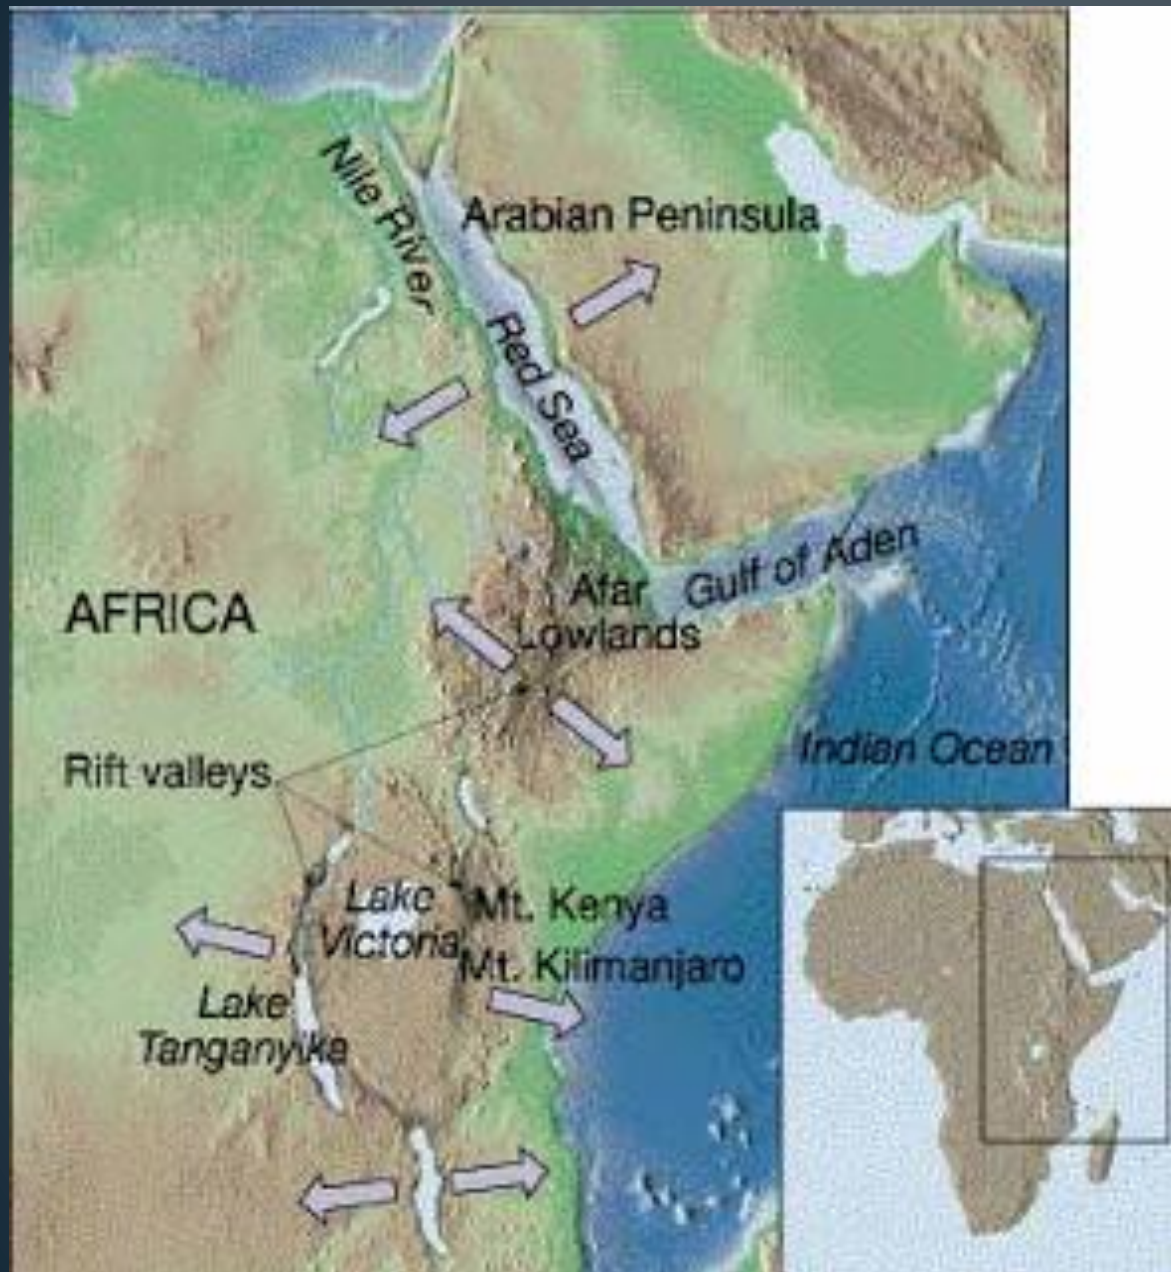 Nile River
Arabian Peninsula
Red Sea
Gulf of Aden
Afar
Lowlands
AFRICA
Indian Ocean
Rift valleys
Lake
Victoria
Mt. Kenya
Mt. Kilimanjaro
Lake
Tanganyika